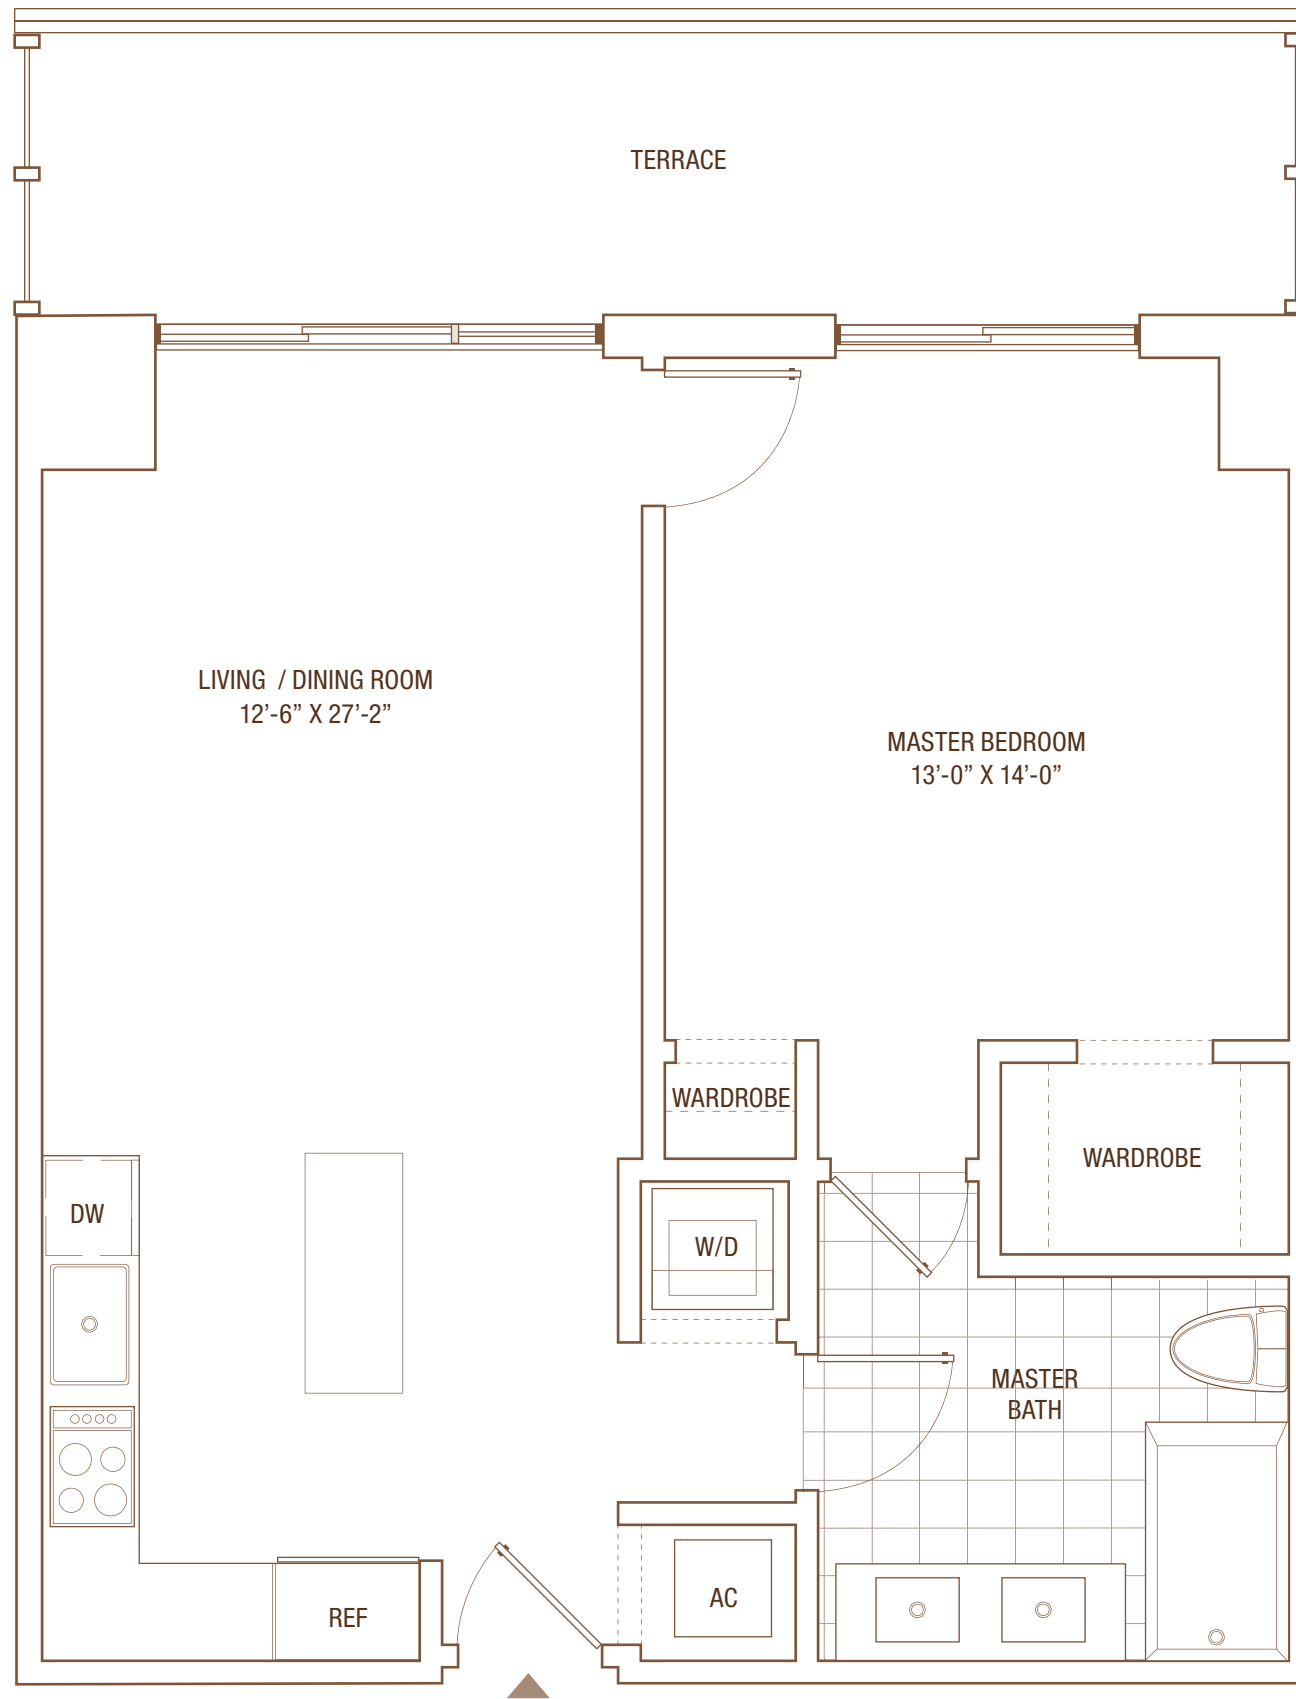 TERRACE
LIVING / DINING ROOM
12’-6” X 27’-2”
MASTER BEDROOM
13’-0” X 14’-0”
WARDROBE
WARDROBE
DW
W/D
MASTER
BATH
AC
REF